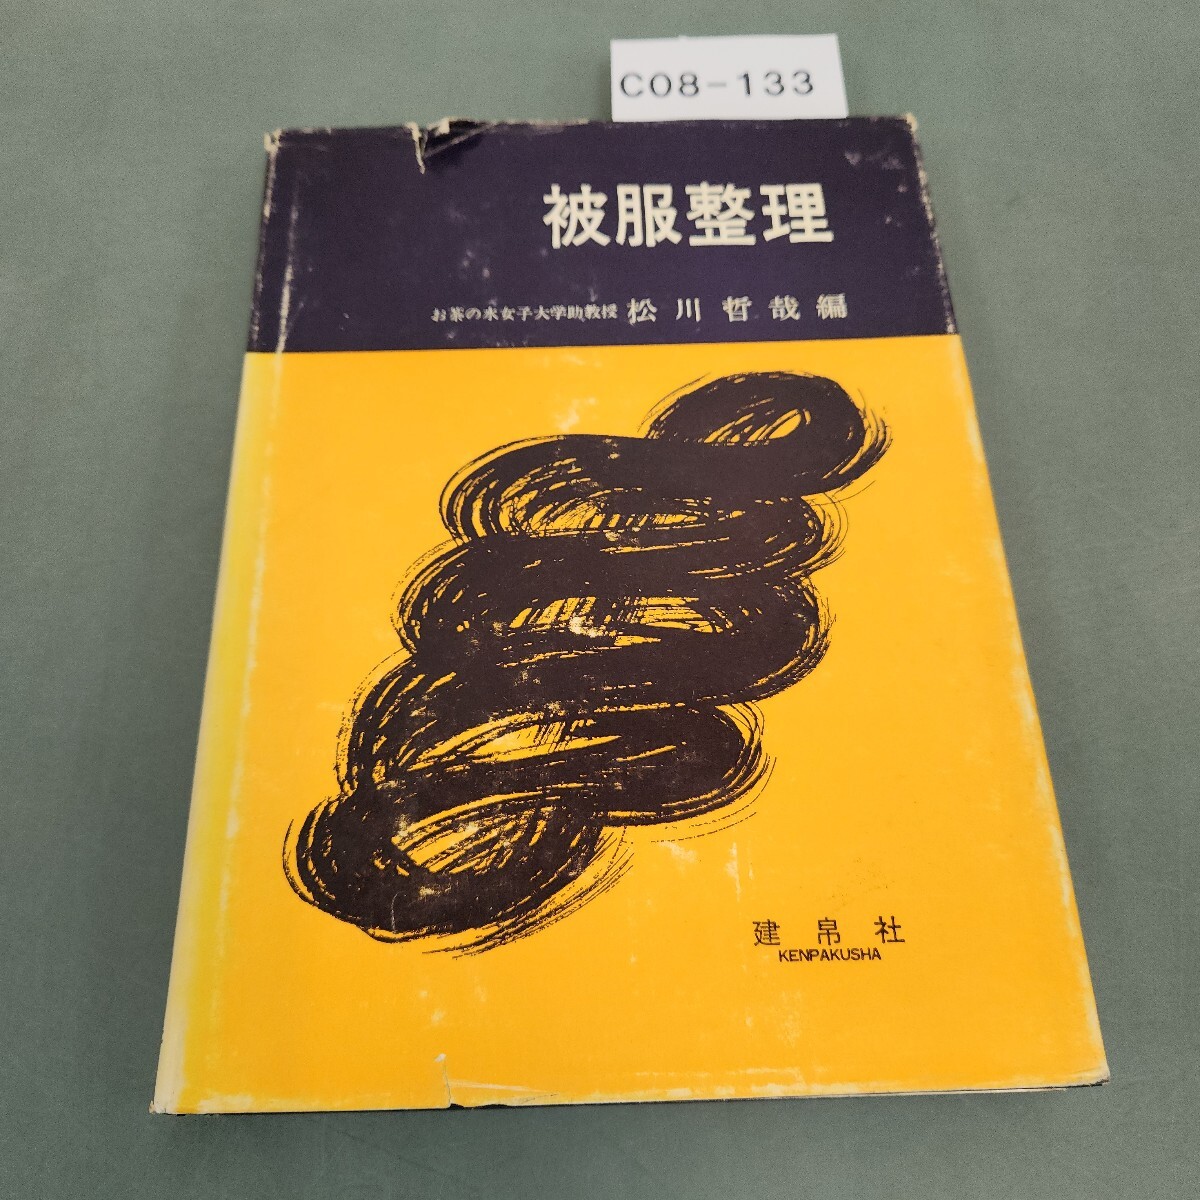 C08-133
被服整理
お茶の水女子大学助教授 松川哲哉編
建帛社
KENPAKUSHA